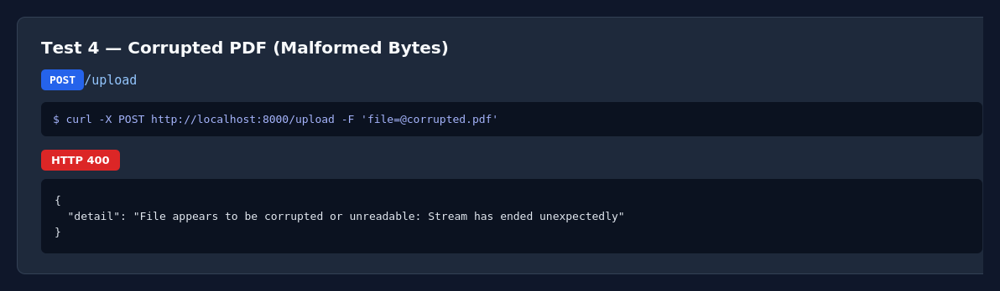 Test 4 — Corrupted PDF (Malformed Bytes)
POST /upload
$ curl -X POST http://localhost:8000/upload -F 'file=@corrupted.pdf'
HTTP 400
{
  "detail": "File appears to be corrupted or unreadable: Stream has ended unexpectedly"
}